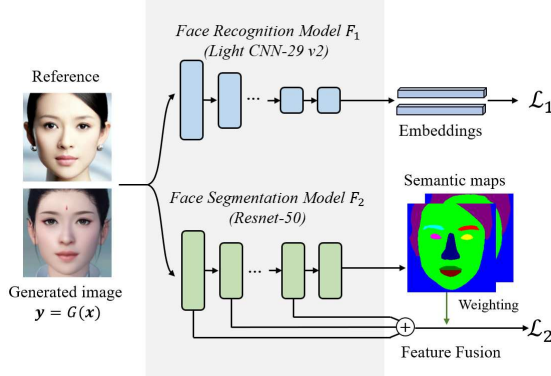 Face Recognition Model F₁
(Light CNN-29 v2)
Reference
...
Embeddings
ℒ₁
Face Segmentation Model F₂
(Resnet-50)
Semantic maps
...
Generated image
y = G(x)
Weighting
+
ℒ₂
Feature Fusion